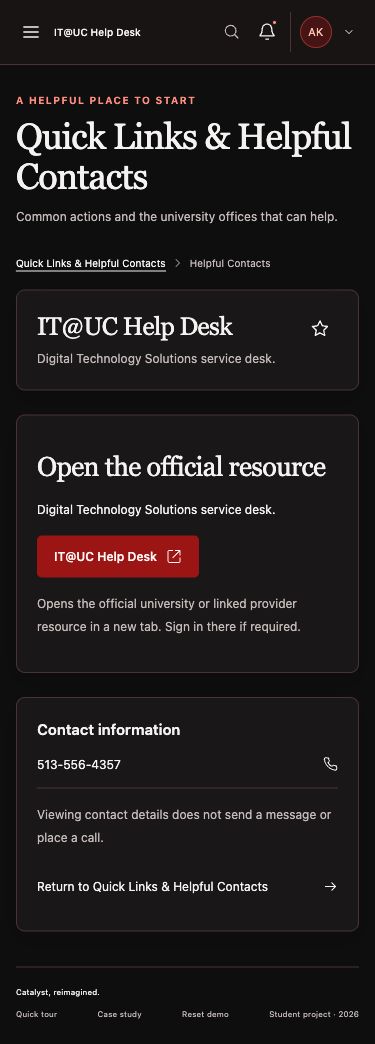 IT@UC Help Desk
AK
A HELPFUL PLACE TO START
Quick Links & Helpful
Contacts
Common actions and the university offices that can help.
Quick Links & Helpful Contacts > Helpful Contacts
IT@UC Help Desk
Digital Technology Solutions service desk.
Open the official resource
Digital Technology Solutions service desk.
IT@UC Help Desk
Opens the official university or linked provider
resource in a new tab. Sign in there if required.
Contact information
513-556-4357
Viewing contact details does not send a message or
place a call.
Return to Quick Links & Helpful Contacts
Catalyst, reimagined.
Quick tour Case study Reset demo Student project · 2026